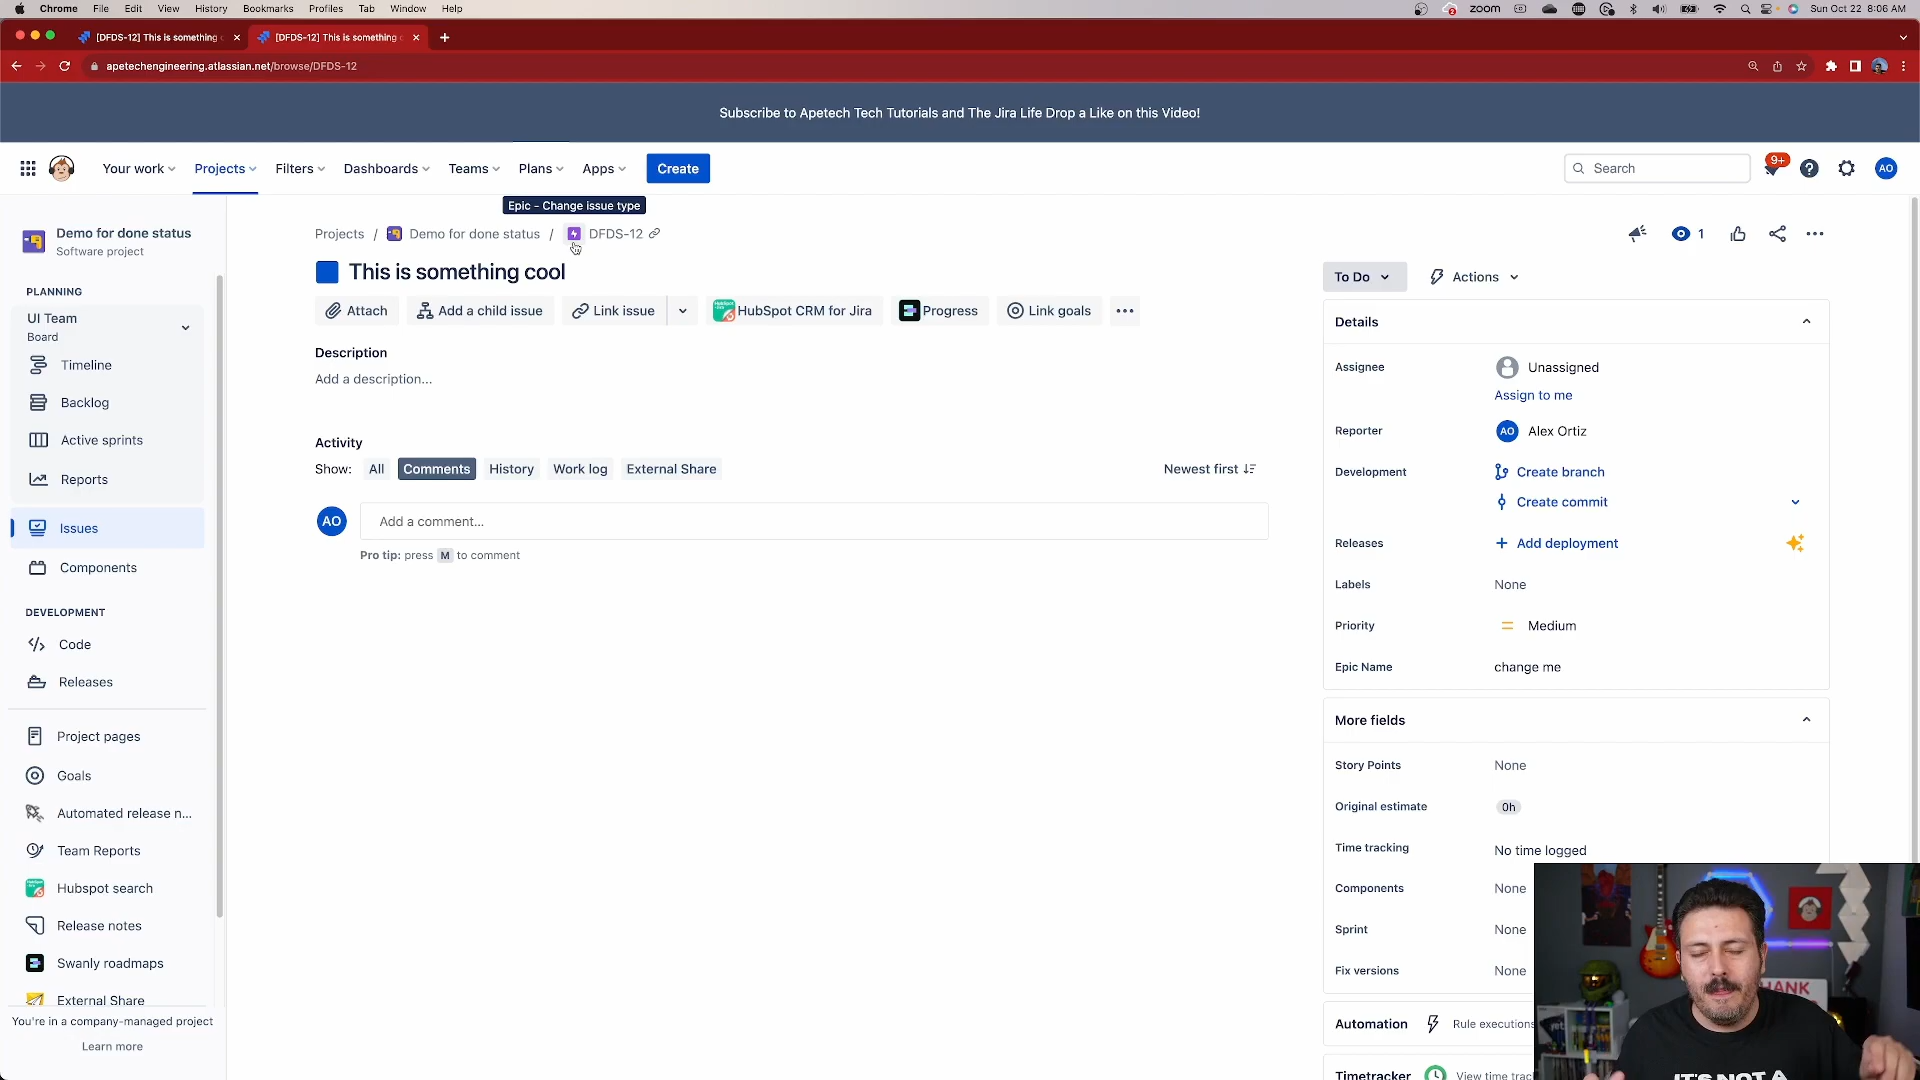 Chrome File Edit View History Bookmarks Profiles Tab Window Help
2 zoom Sun Oct 22 8:06 AM
[DFDS-12] This is something
[DFDS-12] This is something
apetechengineering.atlassian.net/browse/DFDS-12
Subscribe to Apetech Tech Tutorials and The Jira Life Drop a Like on this Video!
Your work Projects Filters Dashboards Teams Plans Apps Create
Search 9+ AO
Epic - Change issue type
Demo for done status
Software project
PLANNING
UI Team
Board
Timeline
Backlog
Active sprints
Reports
Issues
Components
DEVELOPMENT
Code
Releases
Project pages
Goals
Automated release n...
Team Reports
Hubspot search
Release notes
Swanly roadmaps
External Share
You're in a company-managed project
Learn more
Projects / Demo for done status / DFDS-12
1
This is something cool
Attach Add a child issue Link issue HubSpot CRM for Jira Progress Link goals
Description
Add a description...
Activity
Show: All Comments History Work log External Share Newest first
AO Add a comment...
Pro tip: press M to comment
To Do Actions
Details
Assignee Unassigned
Assign to me
Reporter AO Alex Ortiz
Development Create branch
Create commit
Releases + Add deployment
Labels None
Priority Medium
Epic Name change me
More fields
Story Points None
Original estimate 0h
Time tracking No time logged
Components None
Sprint None
Fix versions None
Automation Rule executions
Timetracker View time trac
HANK
IT'S NOT A